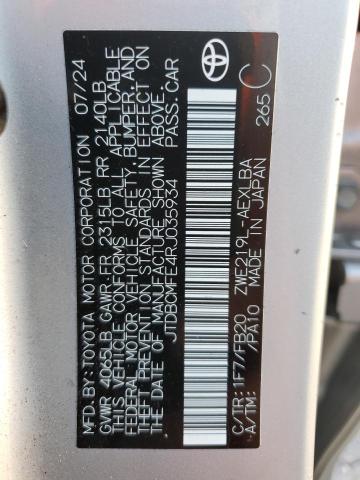 MFD.BY:TOYOTA MOTOR CORPORATION 07/24
GVWR 4065LB GAWR-FR 2315LB RR 2140LB
THIS VEHICLE CONFORMS TO ALL APPLICABLE
FEDERAL MOTOR VEHICLE SAFETY, BUMPER, AND
THEFT PREVENTION STANDARDS IN EFFECT ON
THE DATE OF MANUFACTURE SHOWN ABOVE.
JTDBCMFE4RJ035934 PASS.CAR
C/TR: 1F7/FB20 ZWE219L-AEXLBA
A/TM: /PA10 MADE IN JAPAN
265
C